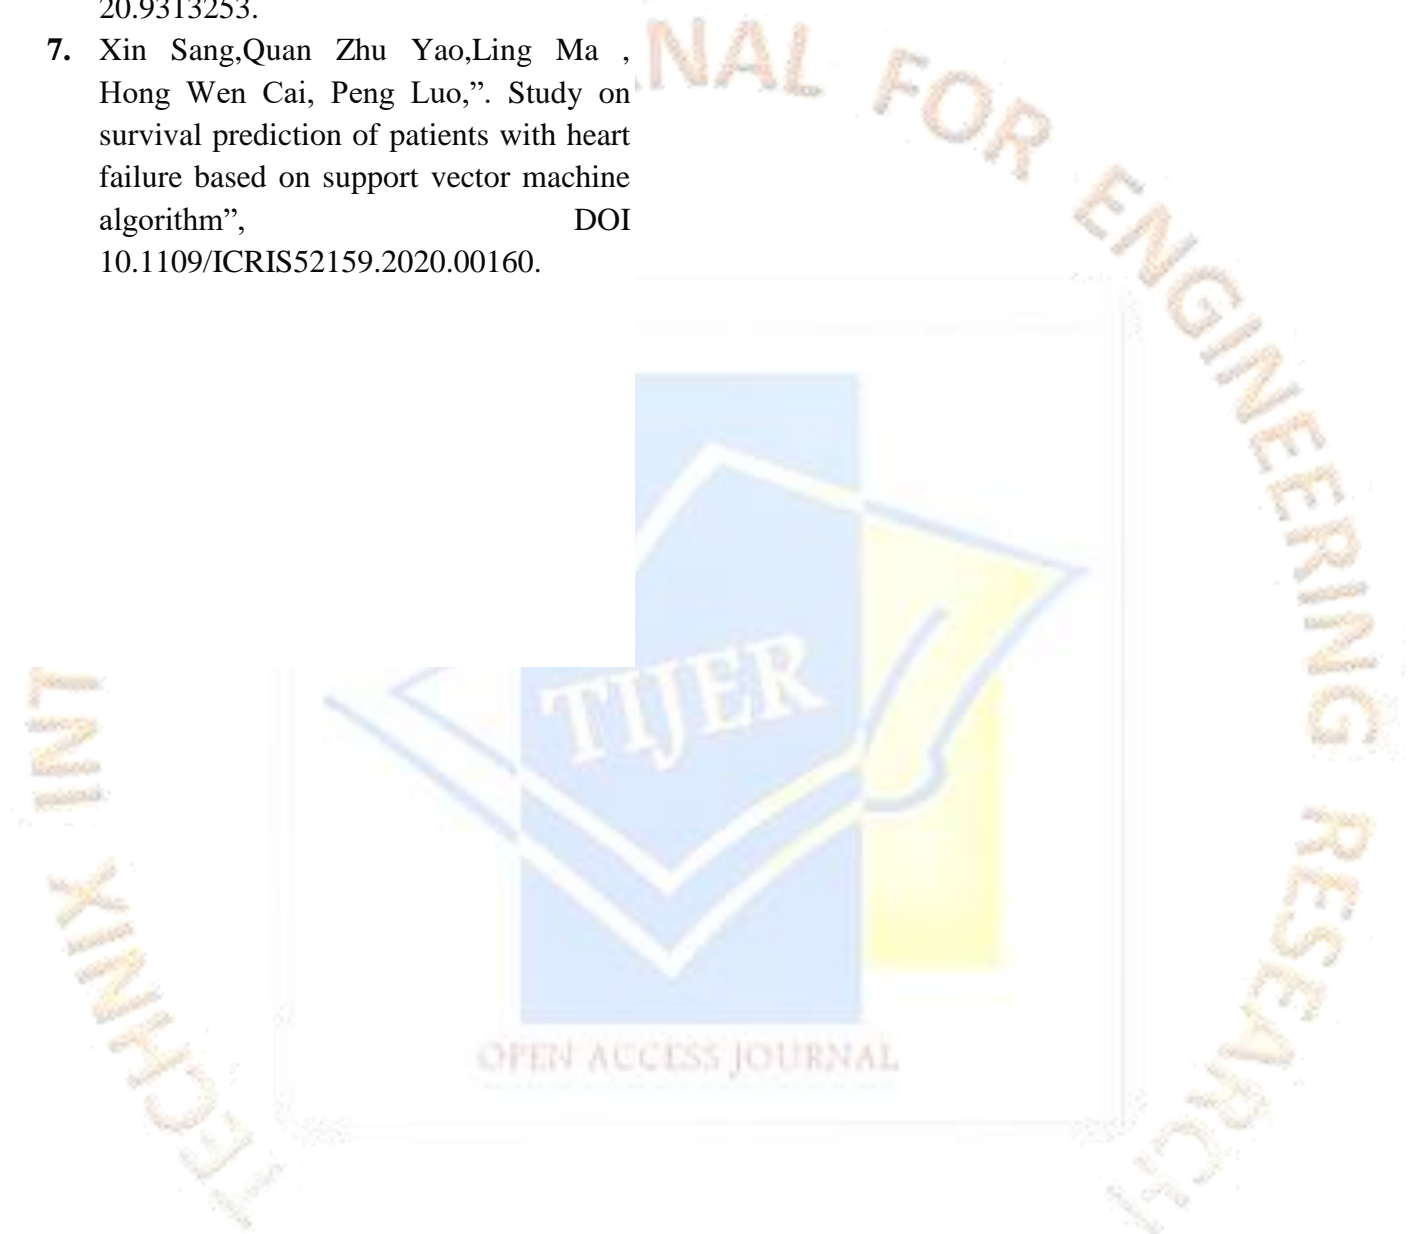 20.9313253.
7. Xin Sang,Quan Zhu Yao,Ling Ma ,
Hong Wen Cai, Peng Luo,”. Study on
survival prediction of patients with heart
failure based on support vector machine
algorithm”, DOI
10.1109/ICRIS52159.2020.00160.
NAL FOR ENGINEERING RESEARCH
TIJER
OPEN ACCESS JOURNAL
TECHNIX INT